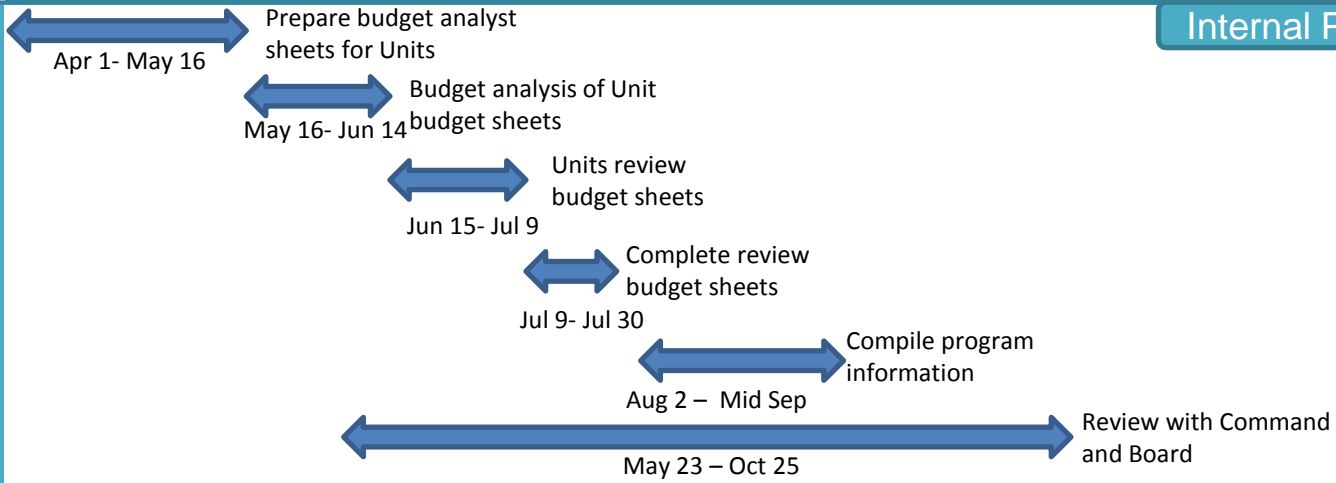 Prepare budget analyst
sheets for Units
Internal
Apr 1- May 16
Budget analysis of Unit
budget sheets
May 16- Jun 14
Units review
budget sheets
Jun 15- Jul 9
Complete review
budget sheets
Jul 9- Jul 30
Compile program
information
Aug 2 – Mid Sep
Review with Command
and Board
May 23 – Oct 25